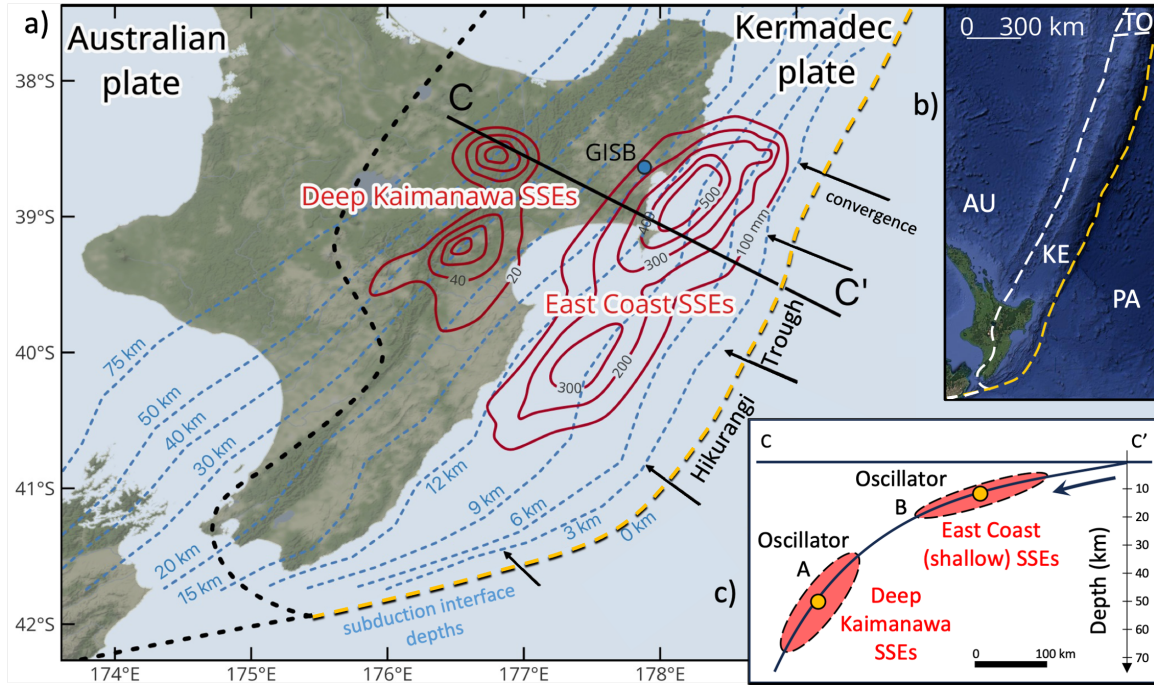 a)
Australian
plate
Kermadec
plate
38°S
39°S
40°S
41°S
42°S
174°E
175°E
176°E
177°E
178°E
C
C'
GISB
Deep Kaimanawa SSEs
East Coast SSEs
convergence
500
400
300
100 mm
40
20
200
300
Hikurangi
Trough
75 km
50 km
40 km
30 km
20 km
15 km
12 km
9 km
6 km
3 km
0 km
subduction interface
depths
b)
0 300 km
TO
AU
KE
PA
c)
C
C’
Oscillator
B
East Coast
(shallow) SSEs
Oscillator
A
Deep
Kaimanawa
SSEs
0 100 km
Depth (km)
10
20
30
40
50
60
70